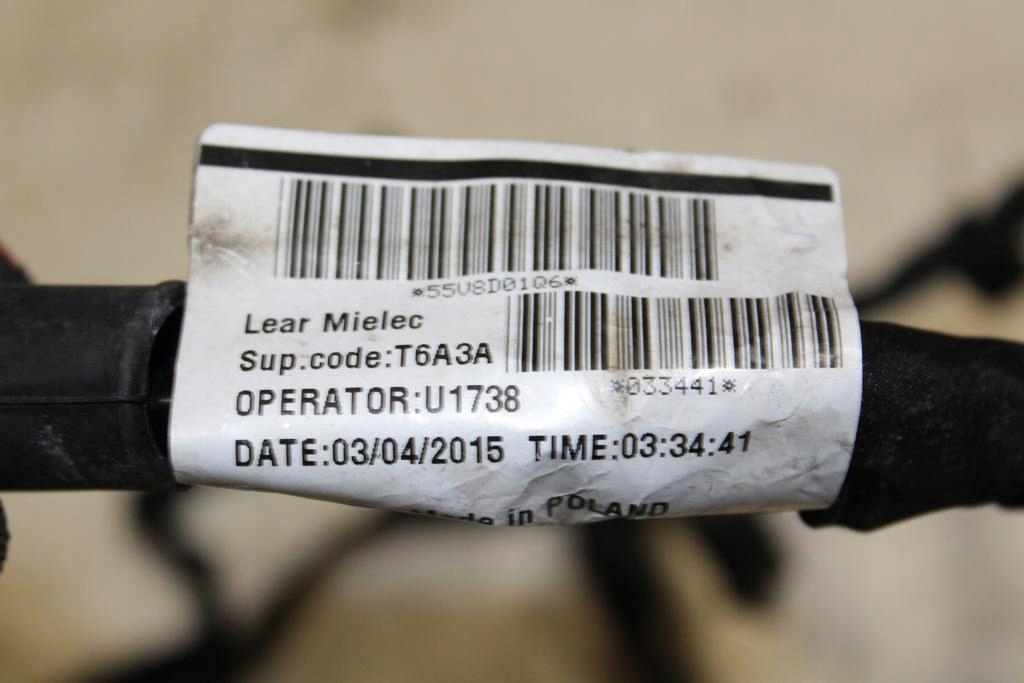 *55V8D01Q6*
Lear Mielec
Sup.code:T6A3A
*033441*
OPERATOR:U1738
DATE:03/04/2015 TIME:03:34:41
Made in POLAND